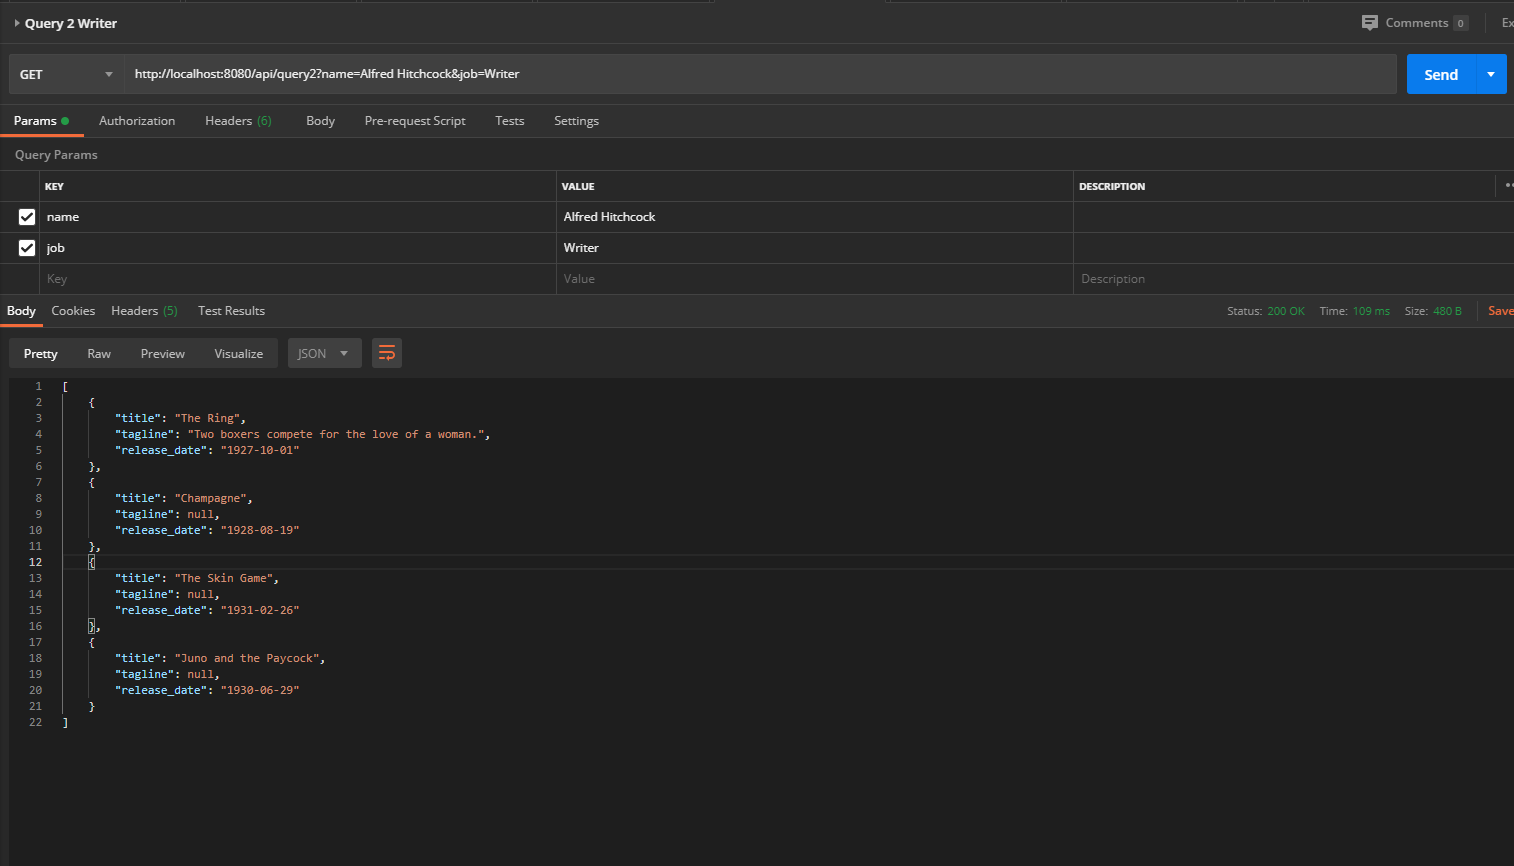 Query 2 Writer
Comments 0
Ex
GET
http://localhost:8080/api/query2?name=Alfred Hitchcock&job=Writer
Send
Params Authorization Headers (6) Body Pre-request Script Tests Settings
Query Params
KEY VALUE DESCRIPTION
name Alfred Hitchcock
job Writer
Key Value Description
Body Cookies Headers (5) Test Results Status: 200 OK Time: 109 ms Size: 480 B Save
Pretty Raw Preview Visualize JSON
1 [
2 {
3 "title": "The Ring",
4 "tagline": "Two boxers compete for the love of a woman.",
5 "release_date": "1927-10-01"
6 },
7 {
8 "title": "Champagne",
9 "tagline": null,
10 "release_date": "1928-08-19"
11 },
12 {
13 "title": "The Skin Game",
14 "tagline": null,
15 "release_date": "1931-02-26"
16 },
17 {
18 "title": "Juno and the Paycock",
19 "tagline": null,
20 "release_date": "1930-06-29"
21 }
22 ]